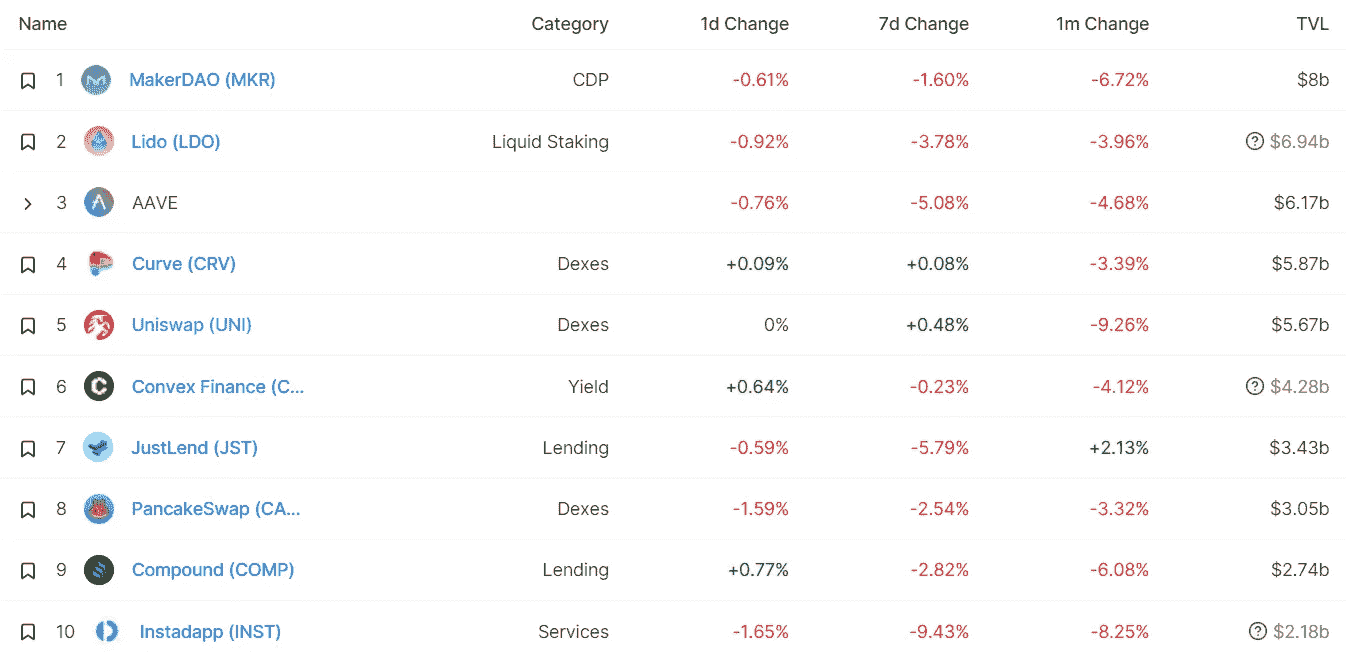 Name Category 1d Change 7d Change 1m Change TVL
1 MakerDAO (MKR) CDP -0.61% -1.60% -6.72% $8b
2 Lido (LDO) Liquid Staking -0.92% -3.78% -3.96% ? $6.94b
3 AAVE -0.76% -5.08% -4.68% $6.17b
4 Curve (CRV) Dexes +0.09% +0.08% -3.39% $5.87b
5 Uniswap (UNI) Dexes 0% +0.48% -9.26% $5.67b
6 Convex Finance (C... Yield +0.64% -0.23% -4.12% ? $4.28b
7 JustLend (JST) Lending -0.59% -5.79% +2.13% $3.43b
8 PancakeSwap (CA... Dexes -1.59% -2.54% -3.32% $3.05b
9 Compound (COMP) Lending +0.77% -2.82% -6.08% $2.74b
10 Instadapp (INST) Services -1.65% -9.43% -8.25% ? $2.18b